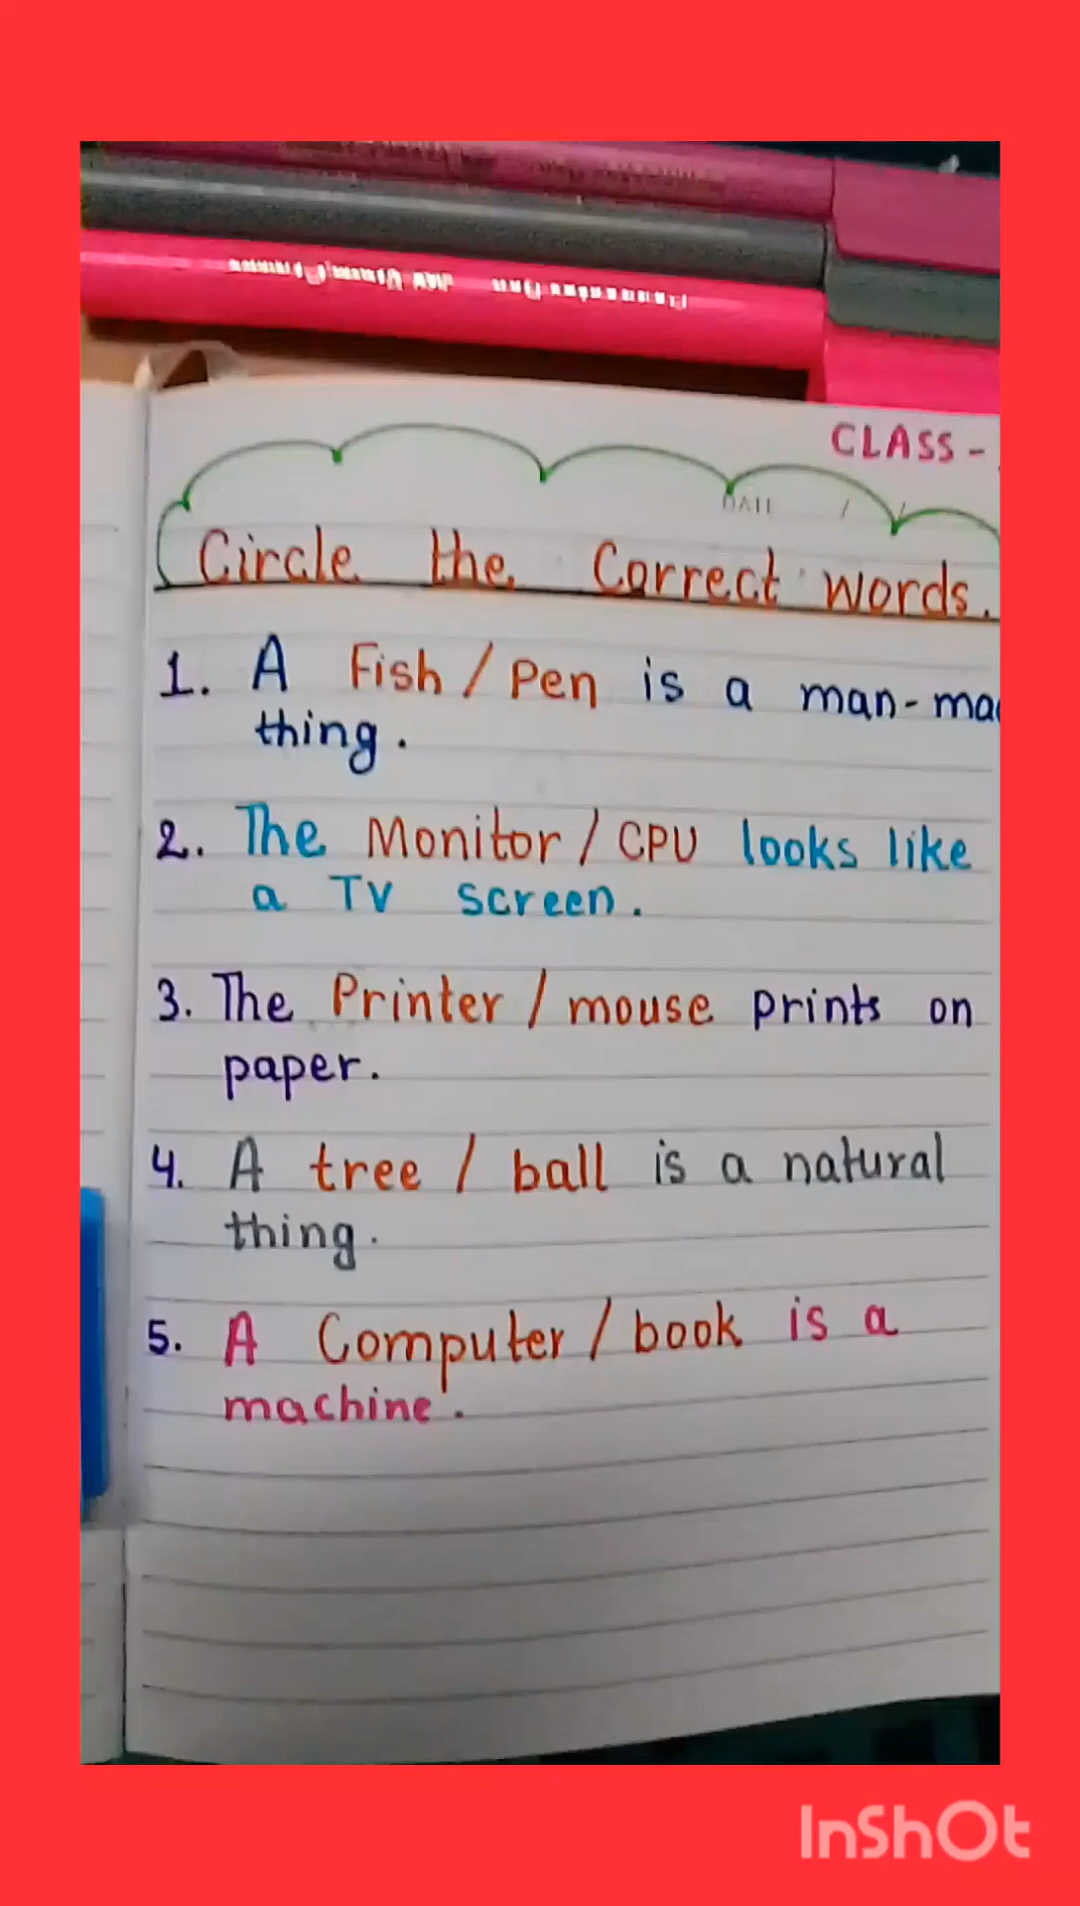 CLASS -
DATE / /
Circle the Correct words.
1. A Fish / Pen is a man-ma
thing.
2. The Monitor / CPU looks like
a TV screen.
3. The Printer / mouse prints on
paper.
4. A tree / ball is a natural
thing.
5. A Computer / book is a
machine.
InShOt